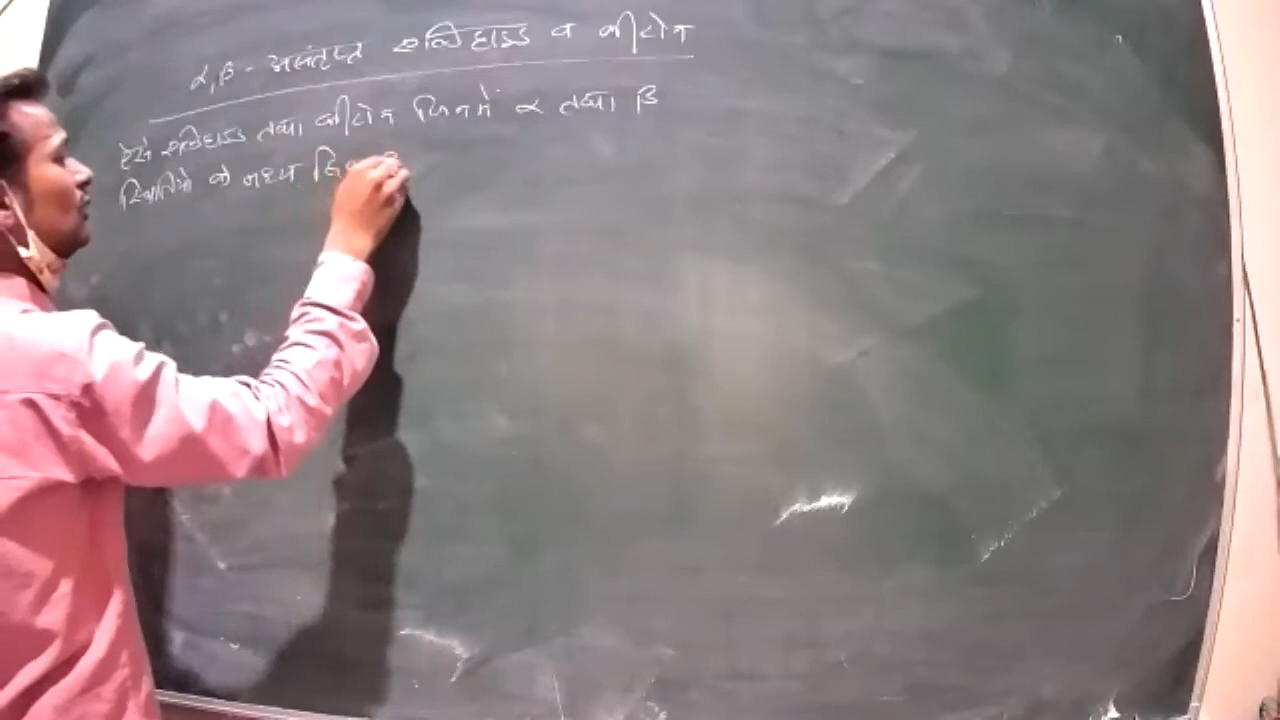 α,β - असंतृप्त एल्डिहाइड व कीटोन
ऐसे एल्डिहाइड तथा कीटोन जिनमें α तथा β
स्थितियो के मध्य